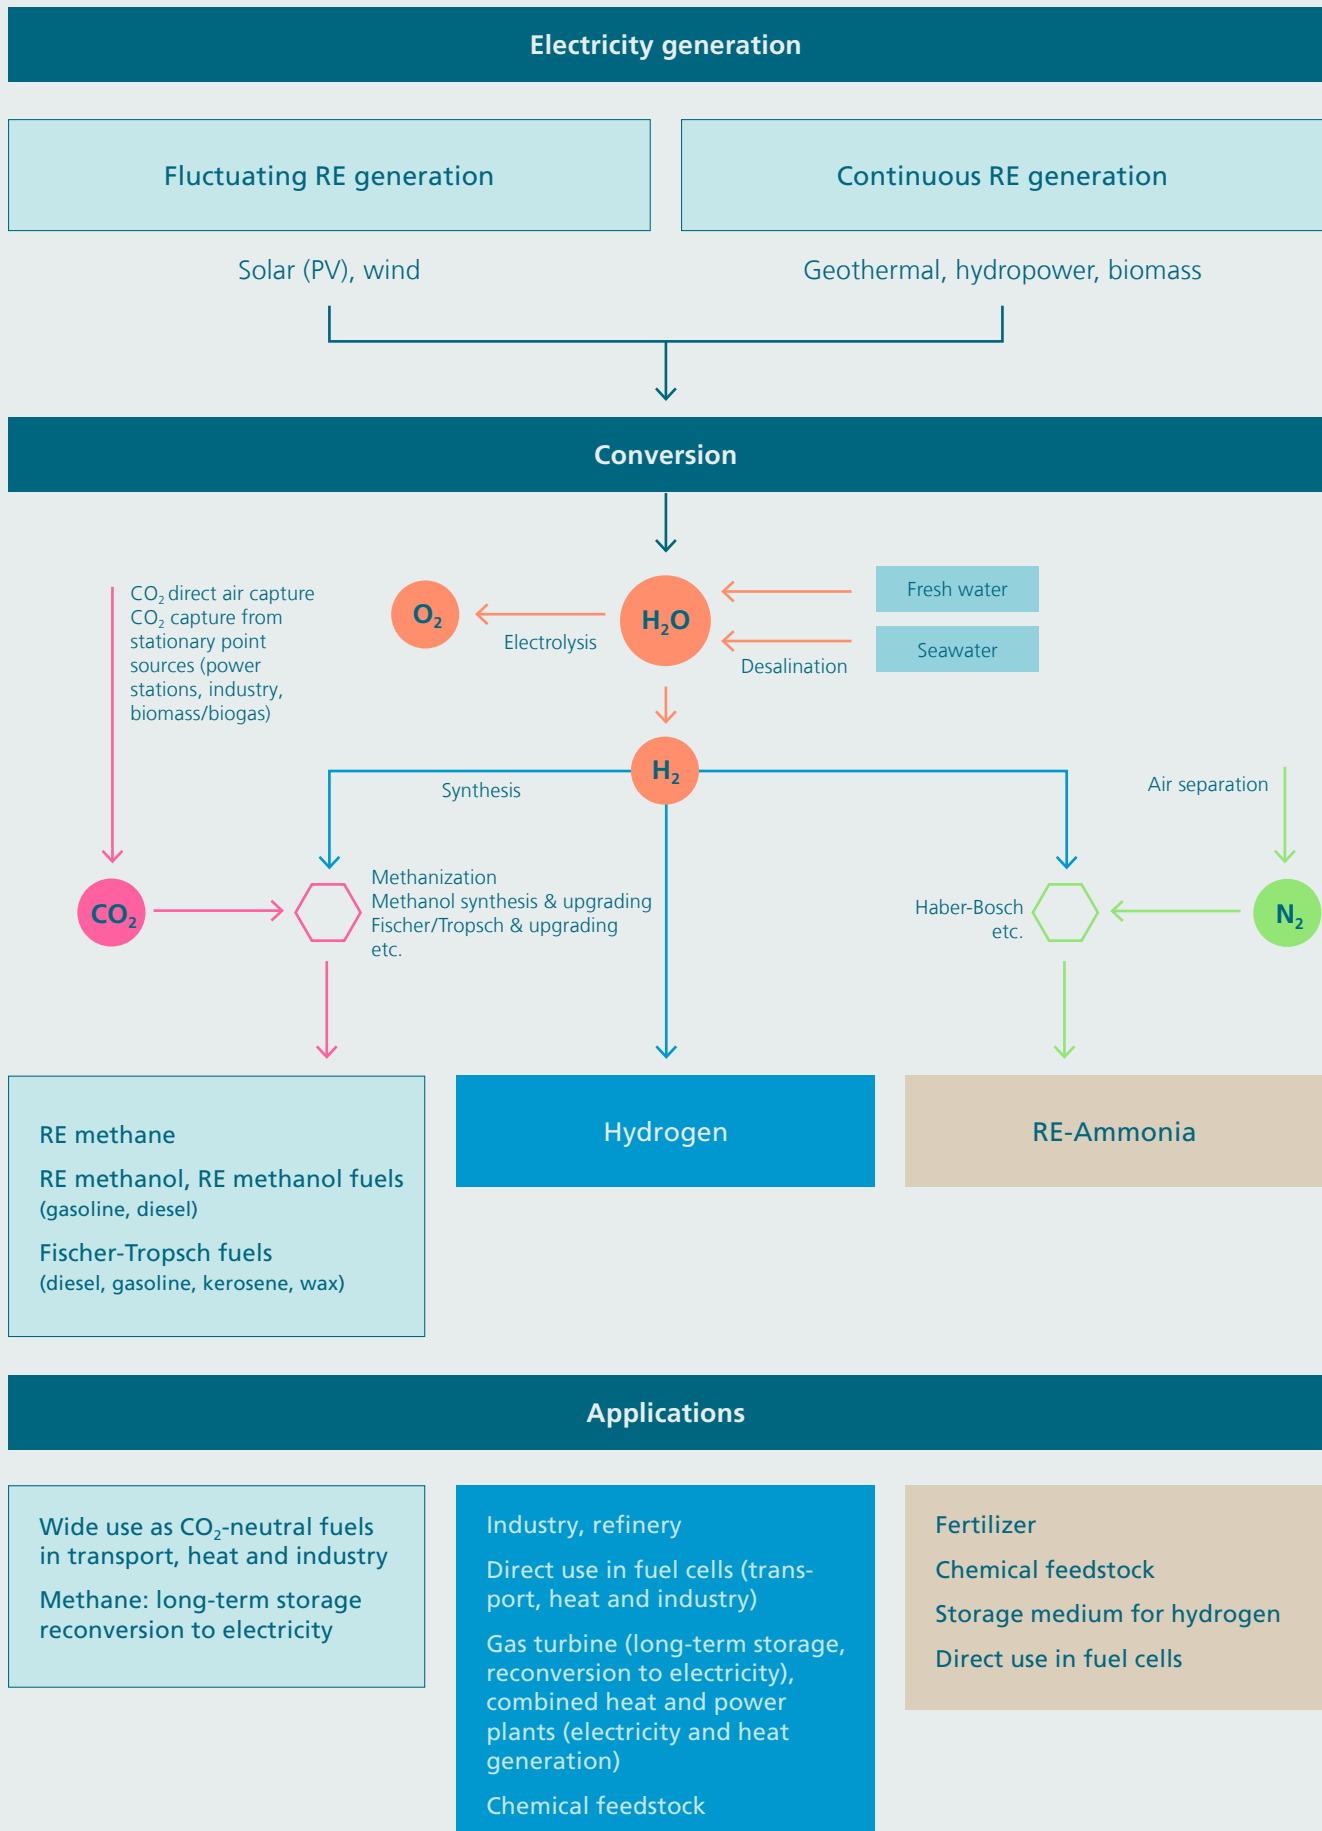 Electricity generation
Fluctuating RE generation
Continuous RE generation
Solar (PV), wind
Geothermal, hydropower, biomass
Conversion
CO₂ direct air capture
CO₂ capture from
stationary point
sources (power
stations, industry,
biomass/biogas)
O₂
Electrolysis
H₂O
Fresh water
Seawater
Desalination
H₂
Synthesis
Air separation
CO₂
Methanization
Methanol synthesis & upgrading
Fischer/Tropsch & upgrading
etc.
Haber-Bosch
etc.
N₂
RE methane
RE methanol, RE methanol fuels
(gasoline, diesel)
Fischer-Tropsch fuels
(diesel, gasoline, kerosene, wax)
Hydrogen
RE-Ammonia
Applications
Wide use as CO₂-neutral fuels
in transport, heat and industry
Methane: long-term storage
reconversion to electricity
Industry, refinery
Direct use in fuel cells (trans-
port, heat and industry)
Gas turbine (long-term storage,
reconversion to electricity),
combined heat and power
plants (electricity and heat
generation)
Chemical feedstock
Fertilizer
Chemical feedstock
Storage medium for hydrogen
Direct use in fuel cells